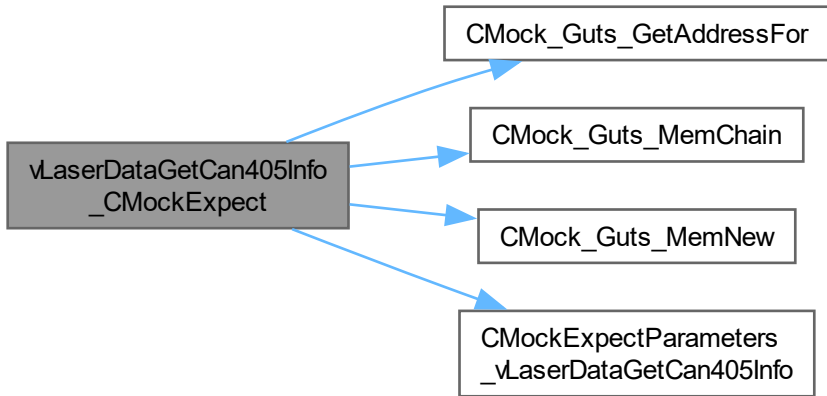 CMock_Guts_GetAddressFor
CMock_Guts_MemChain
vLaserDataGetCan405Info
_CMockExpect
CMock_Guts_MemNew
CMockExpectParameters
_vLaserDataGetCan405Info